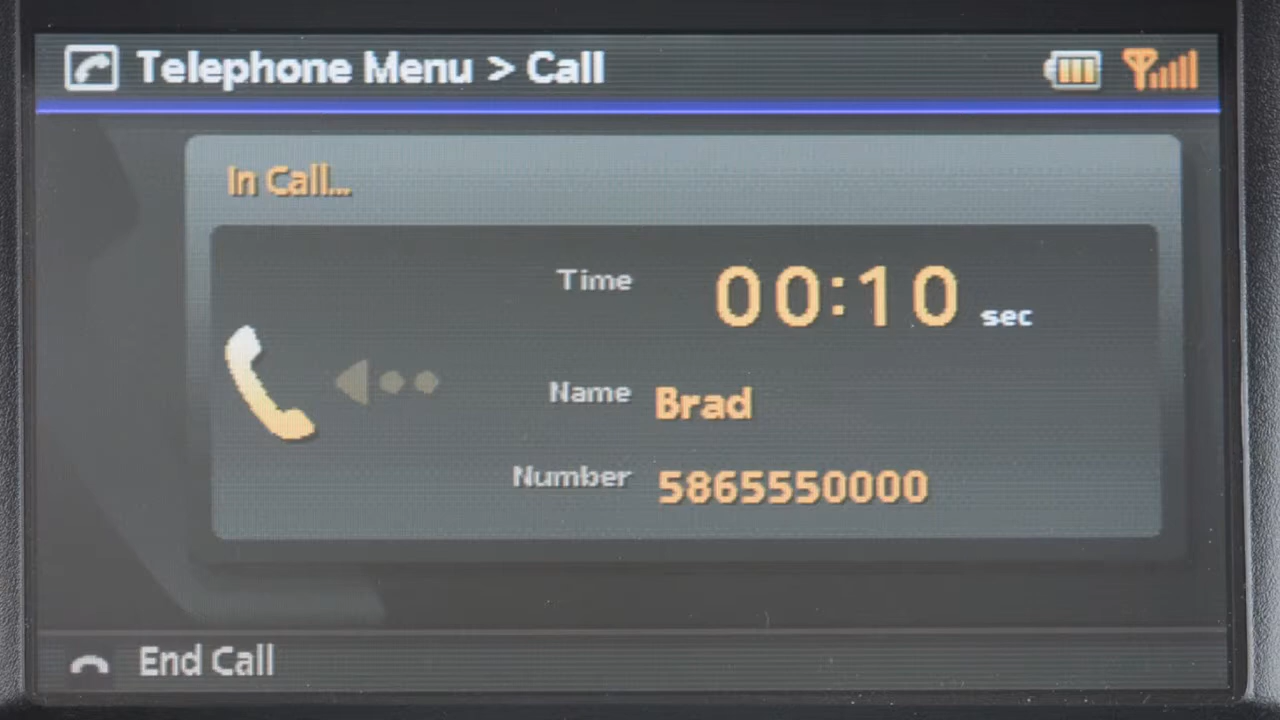 Telephone Menu > Call
In Call...
Time 00:10 sec
Name Brad
Number 5865550000
End Call